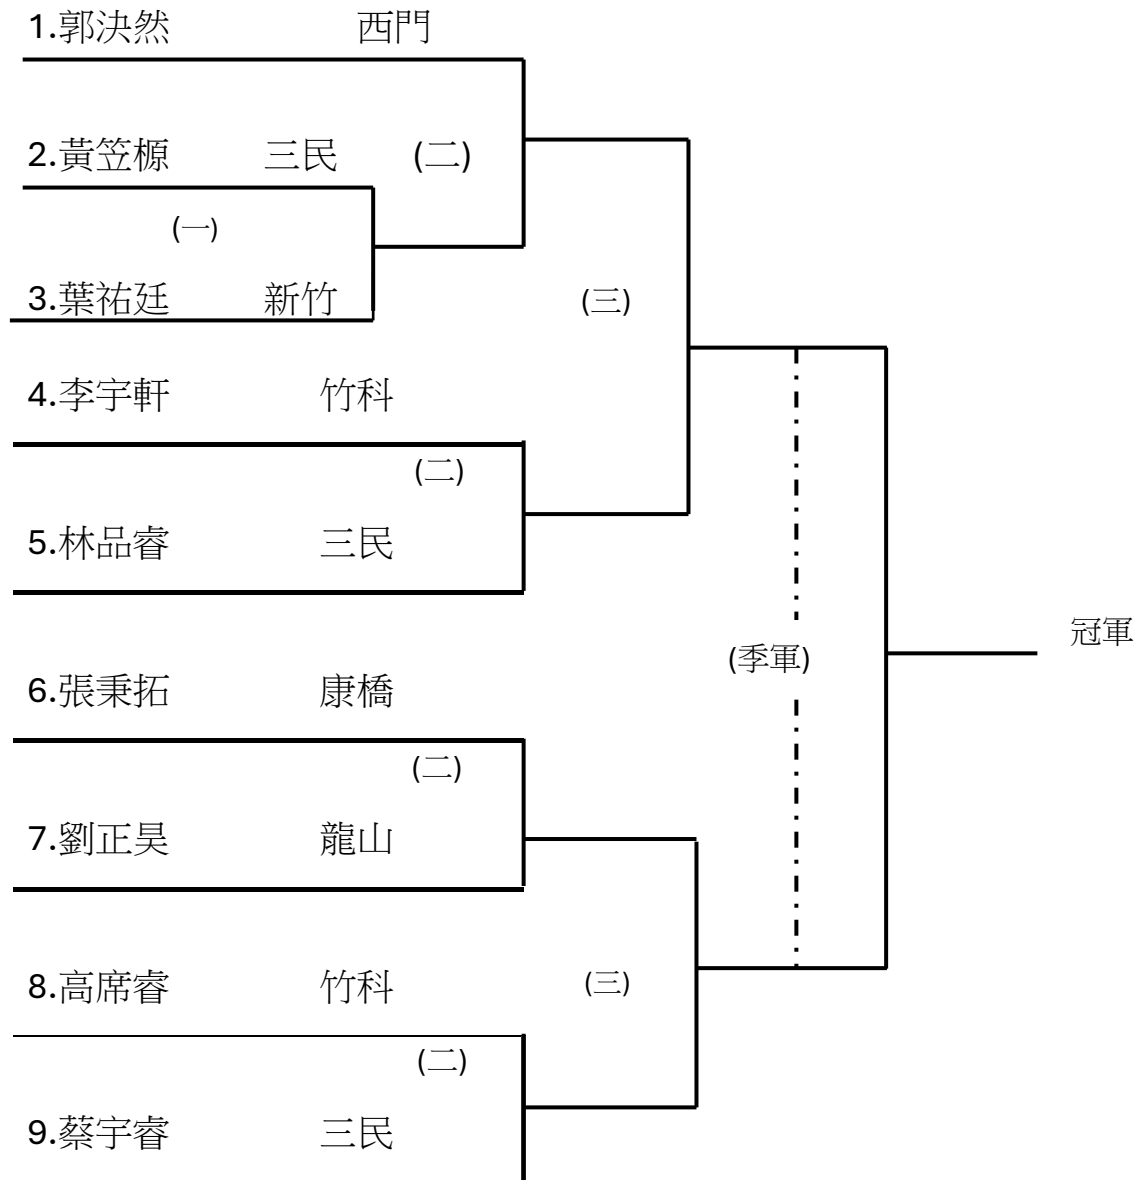 1.郭決然 西門
2.黃笠榞 三民 (二)
(一)
3.葉祐廷 新竹 (三)
4.李宇軒 竹科
(二)
5.林品睿 三民
冠軍
(季軍)
6.張秉拓 康橋
(二)
7.劉正昊 龍山
8.高席睿 竹科 (三)
(二)
9.蔡宇睿 三民